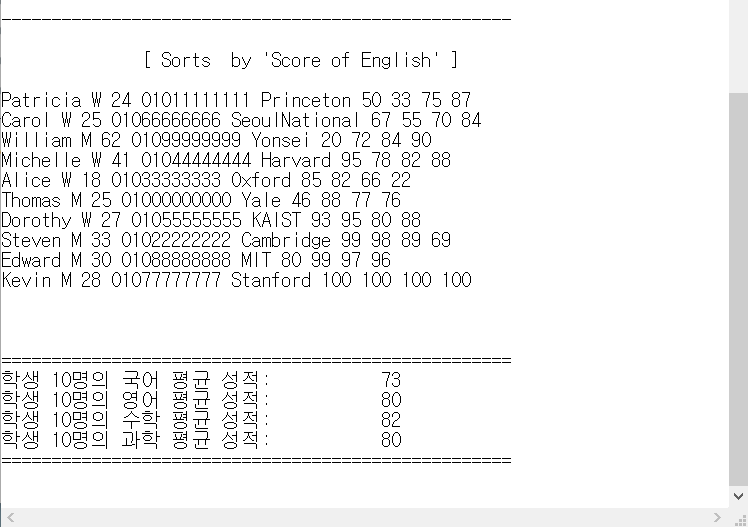 ---------------------------------------------------
[ Sorts  by 'Score of English' ]
Patricia W 24 01011111111 Princeton 50 33 75 87
Carol W 25 01066666666 SeoulNational 67 55 70 84
William M 62 01099999999 Yonsei 20 72 84 90
Michelle W 41 01044444444 Harvard 95 78 82 88
Alice W 18 01033333333 Oxford 85 82 66 22
Thomas M 25 01000000000 Yale 46 88 77 76
Dorothy W 27 01055555555 KAIST 93 95 80 88
Steven M 33 01022222222 Cambridge 99 98 89 69
Edward M 30 01088888888 MIT 80 99 97 96
Kevin M 28 01077777777 Stanford 100 100 100 100
===================================================
학생 10명의 국어 평균 성적:           73
학생 10명의 영어 평균 성적:           80
학생 10명의 수학 평균 성적:           82
학생 10명의 과학 평균 성적:           80
===================================================